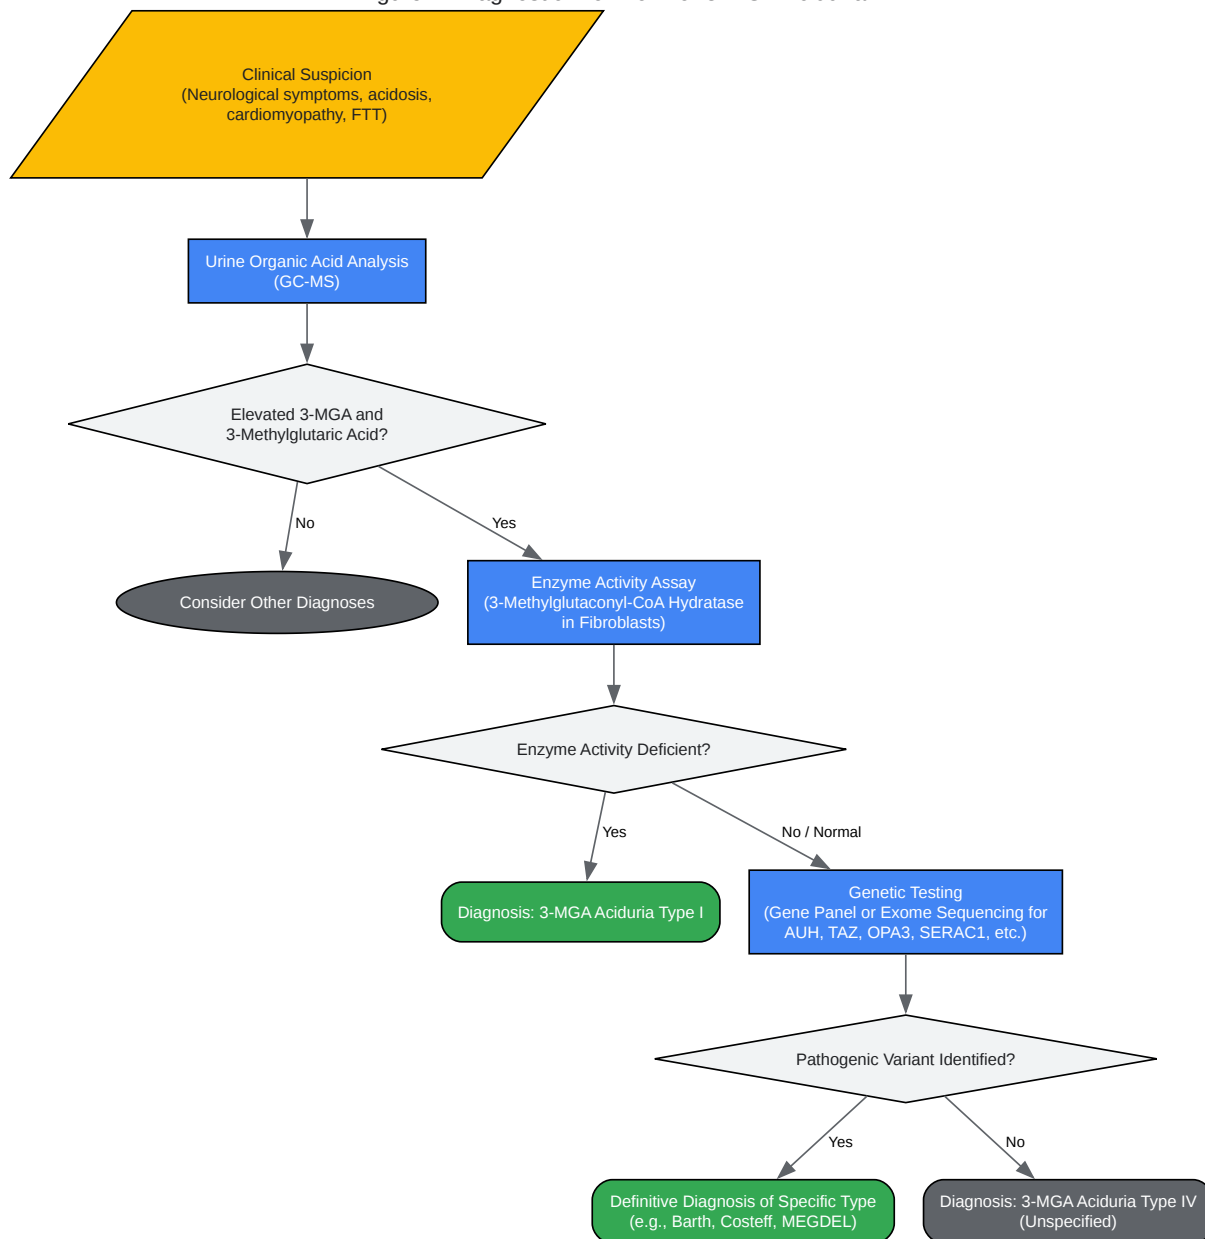 Clinical Suspicion
(Neurological symptoms, acidosis,
cardiomyopathy, FTT)
Urine Organic Acid Analysis
(GC-MS)
Elevated 3-MGA and
3-Methylglutaric Acid?
No
Yes
Consider Other Diagnoses
Enzyme Activity Assay
(3-Methylglutaconyl-CoA Hydratase
in Fibroblasts)
Enzyme Activity Deficient?
Yes
No / Normal
Diagnosis: 3-MGA Aciduria Type I
Genetic Testing
(Gene Panel or Exome Sequencing for
AUH, TAZ, OPA3, SERAC1, etc.)
Pathogenic Variant Identified?
Yes
No
Definitive Diagnosis of Specific Type
(e.g., Barth, Costeff, MEGDEL)
Diagnosis: 3-MGA Aciduria Type IV
(Unspecified)